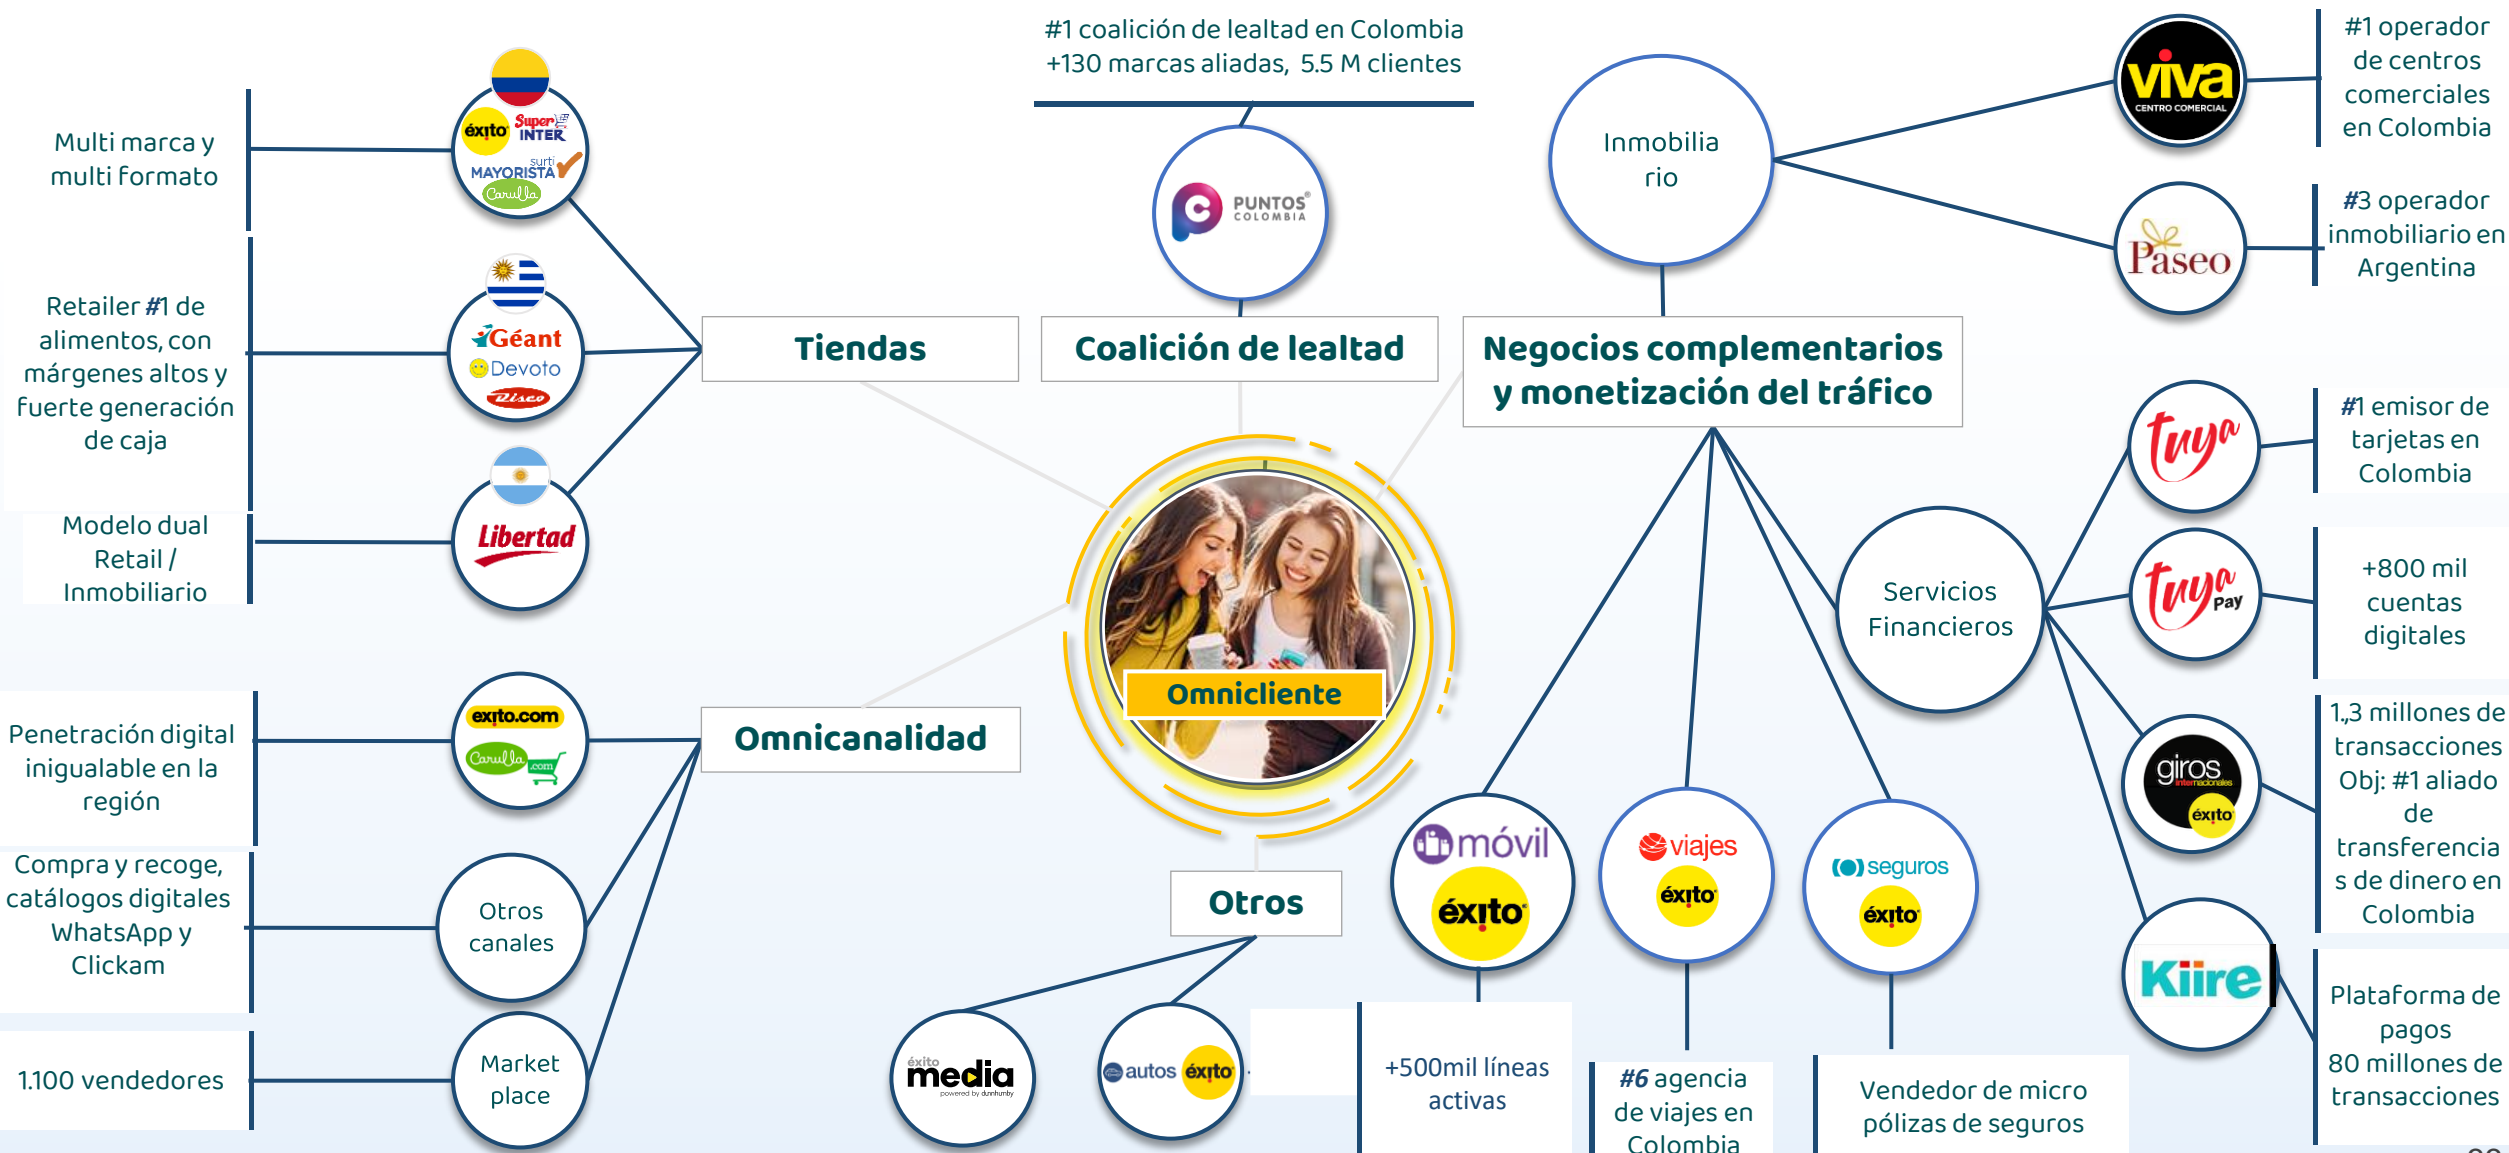 #1 coalición de lealtad en Colombia
+130 marcas aliadas, 5.5 M clientes
PUNTOS
COLOMBIA
Coalición de lealtad
Multi marca y
multi formato
éxito
Super
INTER
surti
MAYORISTA
Carulla
Retailer #1 de
alimentos, con
márgenes altos y
fuerte generación
de caja
Géant
Devoto
Disco
Modelo dual
Retail /
Inmobiliario
Libertad
Tiendas
Inmobilia
rio
Negocios complementarios
y monetización del tráfico
viva
CENTRO COMERCIAL
#1 operador
de centros
comerciales
en Colombia
Paseo
#3 operador
inmobiliario en
Argentina
Servicios
Financieros
tuya
#1 emisor de
tarjetas en
Colombia
tuya
Pay
+800 mil
cuentas
digitales
giros
internacionales
éxito
1.,3 millones de
transacciones
Obj: #1 aliado
de
transferencia
s de dinero en
Colombia
Kiire
Plataforma de
pagos
80 millones de
transacciones
Omnicliente
Penetración digital
inigualable en la
región
exito.com
Carulla
.com
Omnicanalidad
Compra y recoge,
catálogos digitales
WhatsApp y
Clickam
Otros
canales
1.100 vendedores
Market
place
Otros
éxito
media
powered by dunnhumby
autos éxito
móvil
éxito
+500mil líneas
activas
viajes
éxito
#6 agencia
de viajes en
Colombia
seguros
éxito
Vendedor de micro
pólizas de seguros